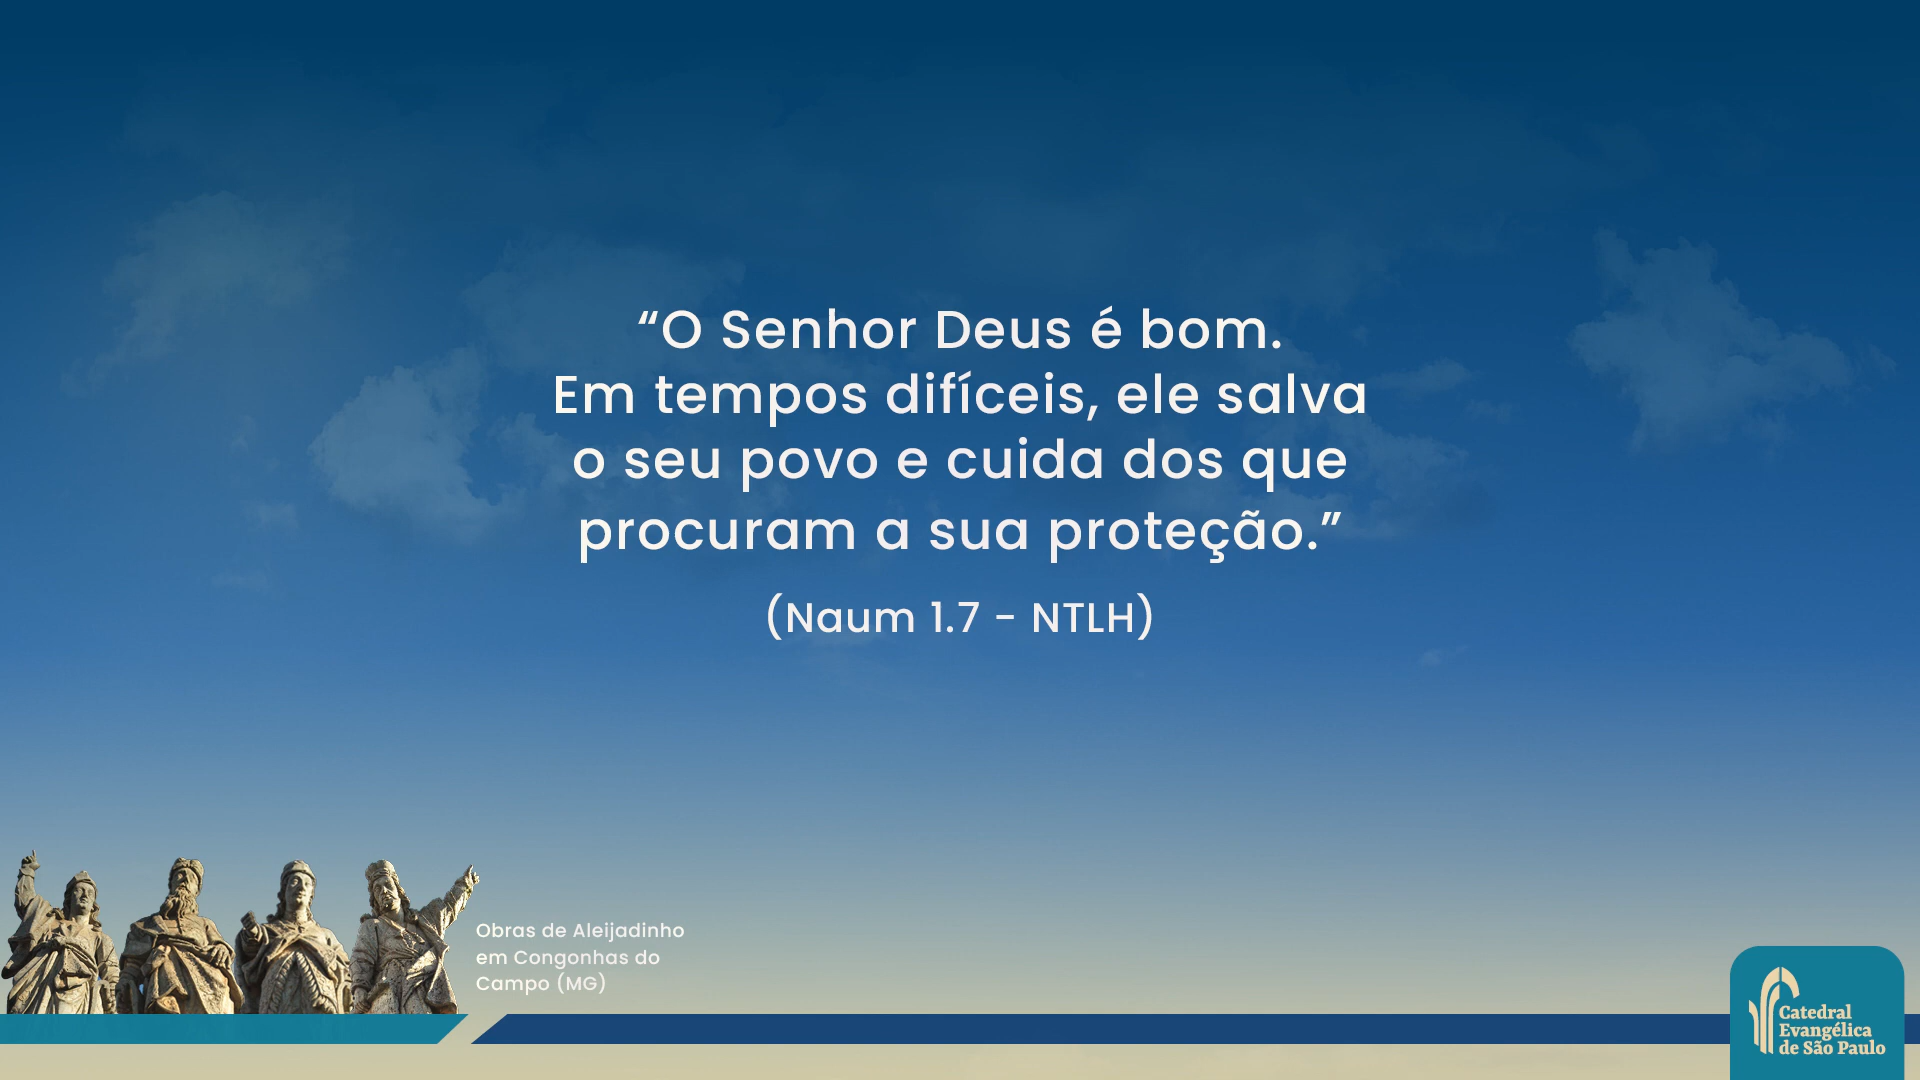 “O Senhor Deus é bom.
Em tempos difíceis, ele salva
o seu povo e cuida dos que
procuram a sua proteção.”
(Naum 1.7 - NTLH)
Obras de Aleijadinho
em Congonhas do
Campo (MG)
Catedral
Evangélica
de São Paulo